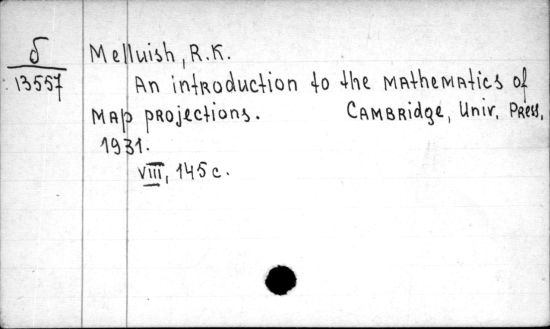 δ
13557
Melluish, R.K.
An introduction to the mathematics of
map projections. Cambridge, Univ. Press,
1931.
VIII, 145 c.